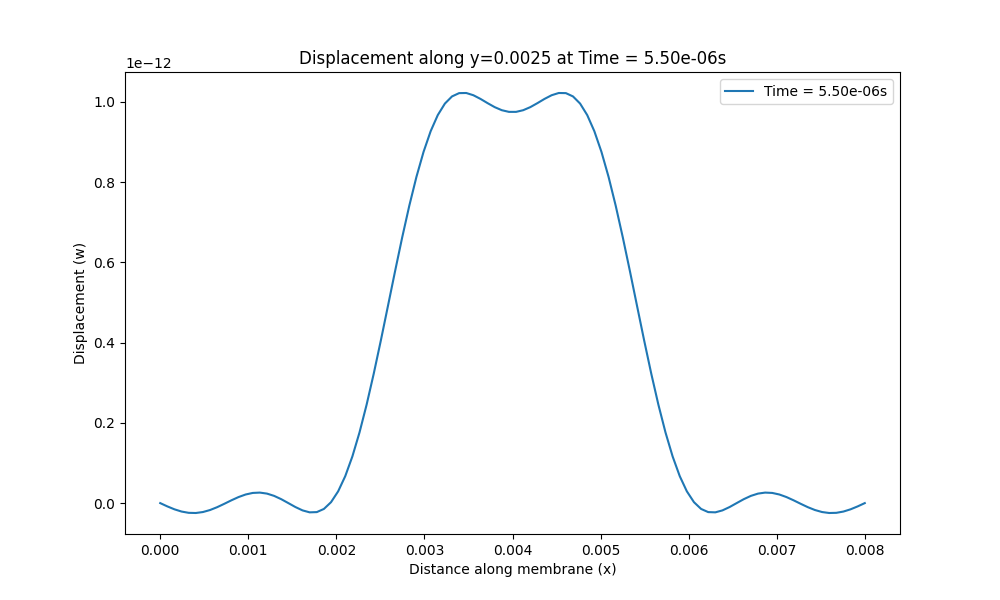 Displacement along y=0.0025 at Time = 5.50e-06s
1e−12
Time = 5.50e-06s
1.0
0.8
0.6
0.4
0.2
0.0
Displacement (w)
0.000 0.001 0.002 0.003 0.004 0.005 0.006 0.007 0.008
Distance along membrane (x)